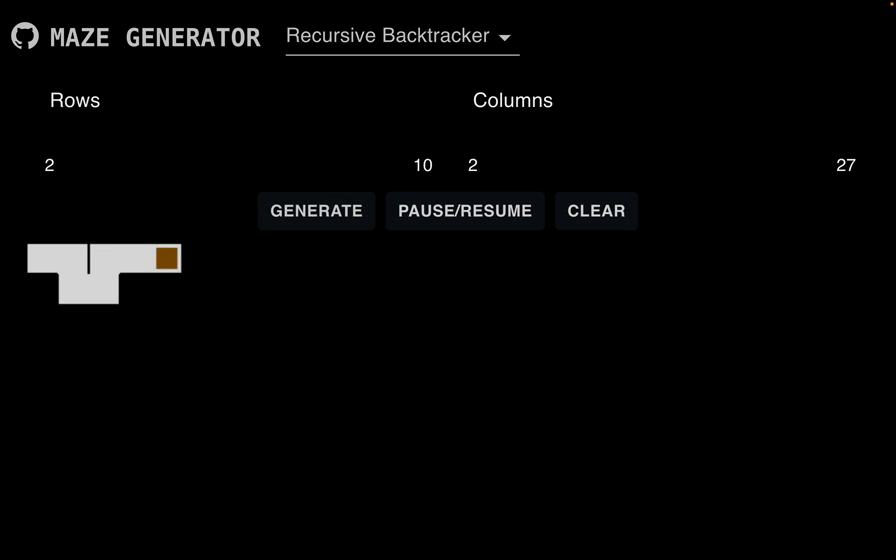 MAZE GENERATOR Recursive Backtracker
Rows Columns
2 10 2 27
GENERATE PAUSE/RESUME CLEAR